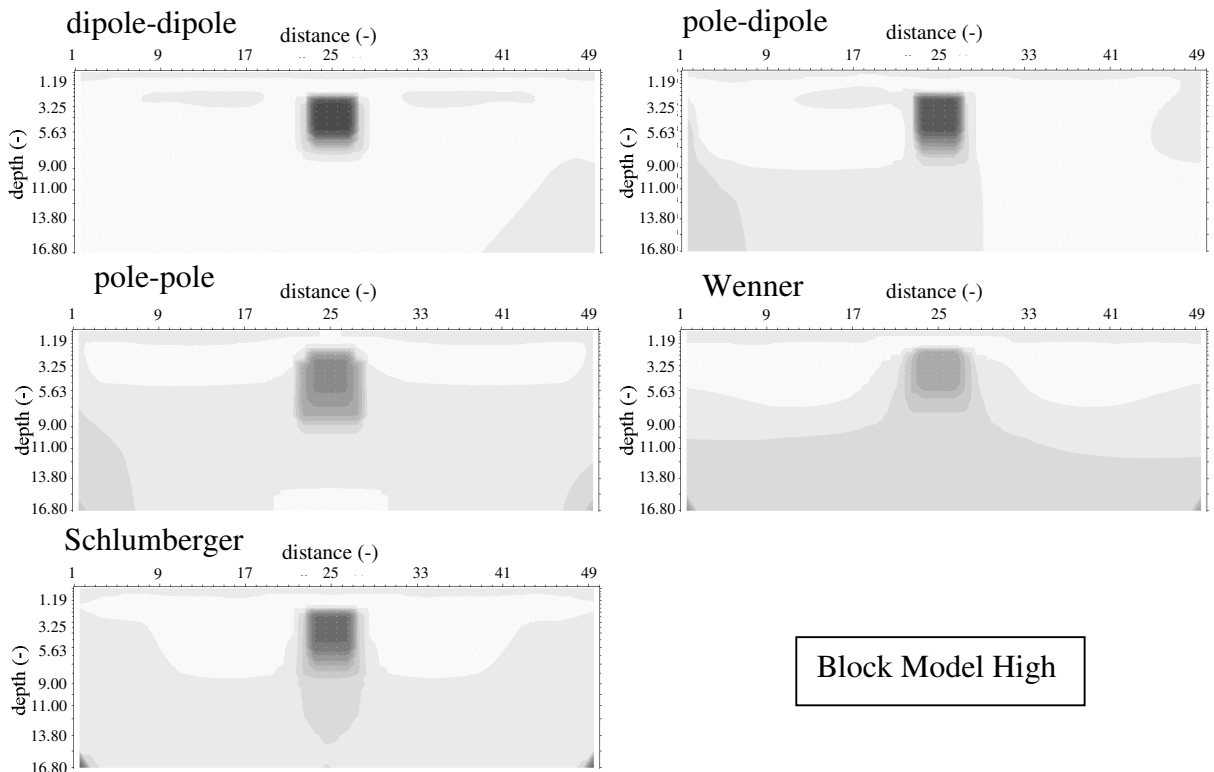 dipole-dipole
distance (-)
1 9 17 25 33 41 49
depth (-)
1.19
3.25
5.63
9.00
11.00
13.80
16.80
pole-dipole
distance (-)
1 9 17 25 33 41 49
depth (-)
1.19
3.25
5.63
9.00
11.00
13.80
16.80
pole-pole
distance (-)
1 9 17 25 33 41 49
depth (-)
1.19
3.25
5.63
9.00
11.00
13.80
16.80
Wenner
distance (-)
1 9 17 25 33 41 49
depth (-)
1.19
3.25
5.63
9.00
11.00
13.80
16.80
Schlumberger
distance (-)
1 9 17 25 33 41 49
depth (-)
1.19
3.25
5.63
9.00
11.00
13.80
16.80
Block Model High